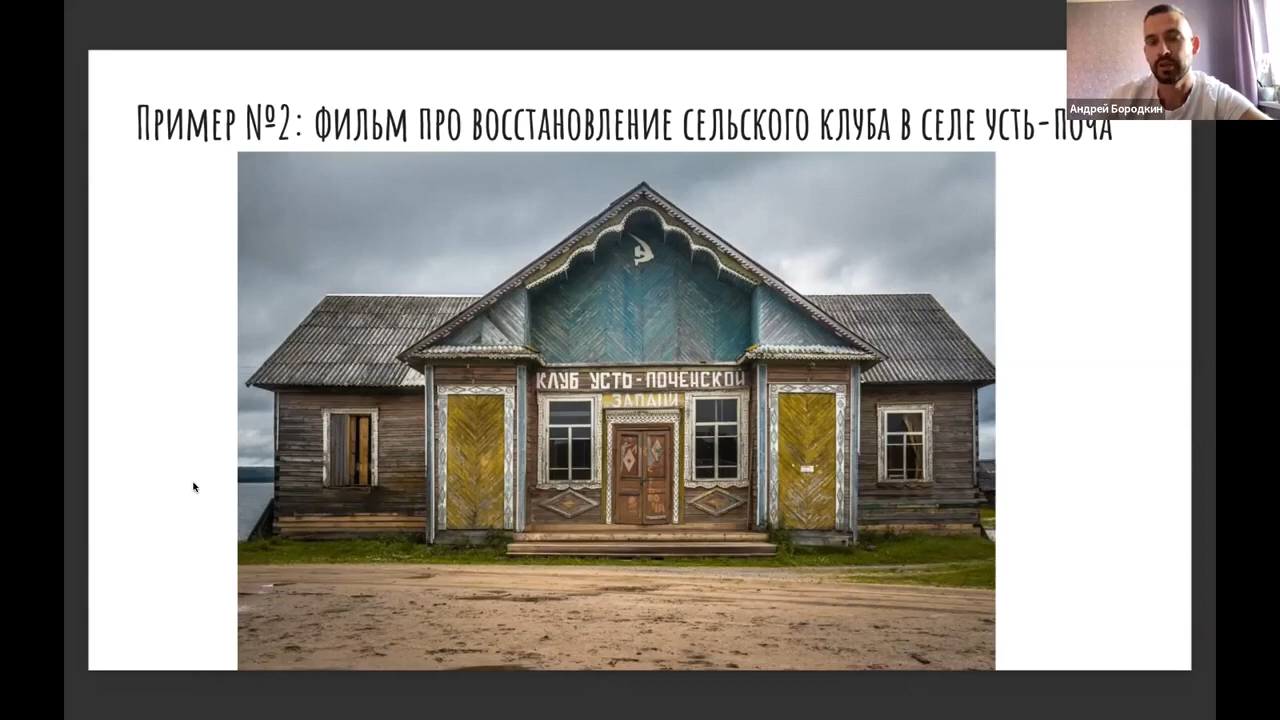 Пример №2: фильм про восстановление сельского клуба в селе усть-поча
Андрей Бородкин
КЛУБ УСТЬ-ПОЧЕНСКОЙ
ЗАПАНИ